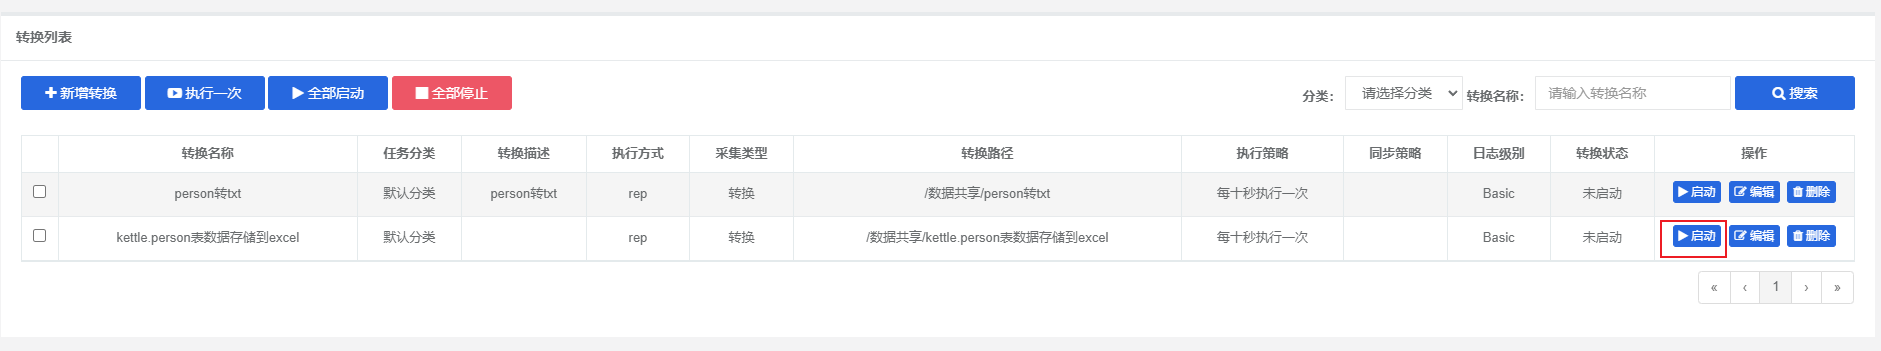 转换列表
新增转换 执行一次 全部启动 全部停止 分类： 请选择分类 转换名称： 请输入转换名称 搜索
转换名称 任务分类 转换描述 执行方式 采集类型 转换路径 执行策略 同步策略 日志级别 转换状态 操作
person转txt 默认分类 person转txt rep 转换 /数据共享/person转txt 每十秒执行一次 Basic 未启动 启动 编辑 删除
kettle.person表数据存储到excel 默认分类 rep 转换 /数据共享/kettle.person表数据存储到excel 每十秒执行一次 Basic 未启动 启动 编辑 删除
« ‹ 1 › »